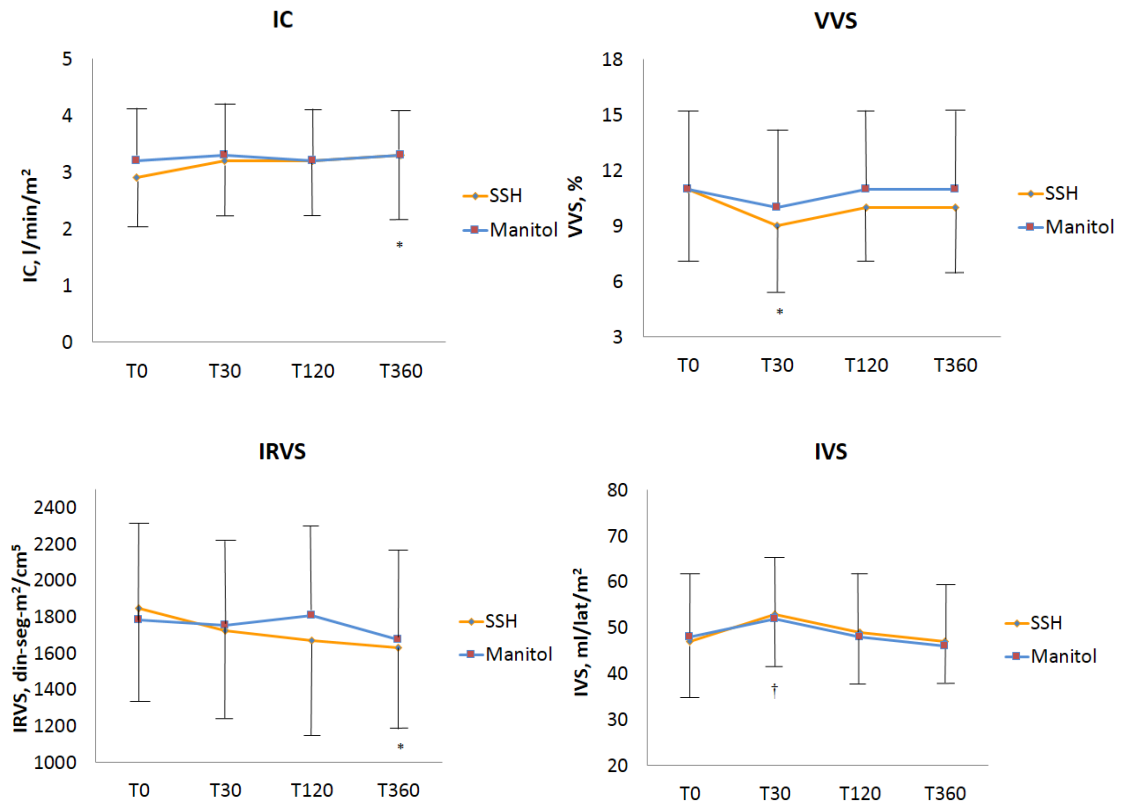 IC
5
4
3
2
1
0
IC, l/min/m²
T0 T30 T120 T360
*
SSH
Manitol
VVS
18
15
12
9
6
3
VVS, %
T0 T30 T120 T360
*
SSH
Manitol
IRVS
2400
2200
2000
1800
1600
1400
1200
1000
IRVS, din-seg-m²/cm⁵
T0 T30 T120 T360
*
SSH
Manitol
IVS
80
70
60
50
40
30
20
IVS, ml/lat/m²
T0 T30 T120 T360
†
SSH
Manitol